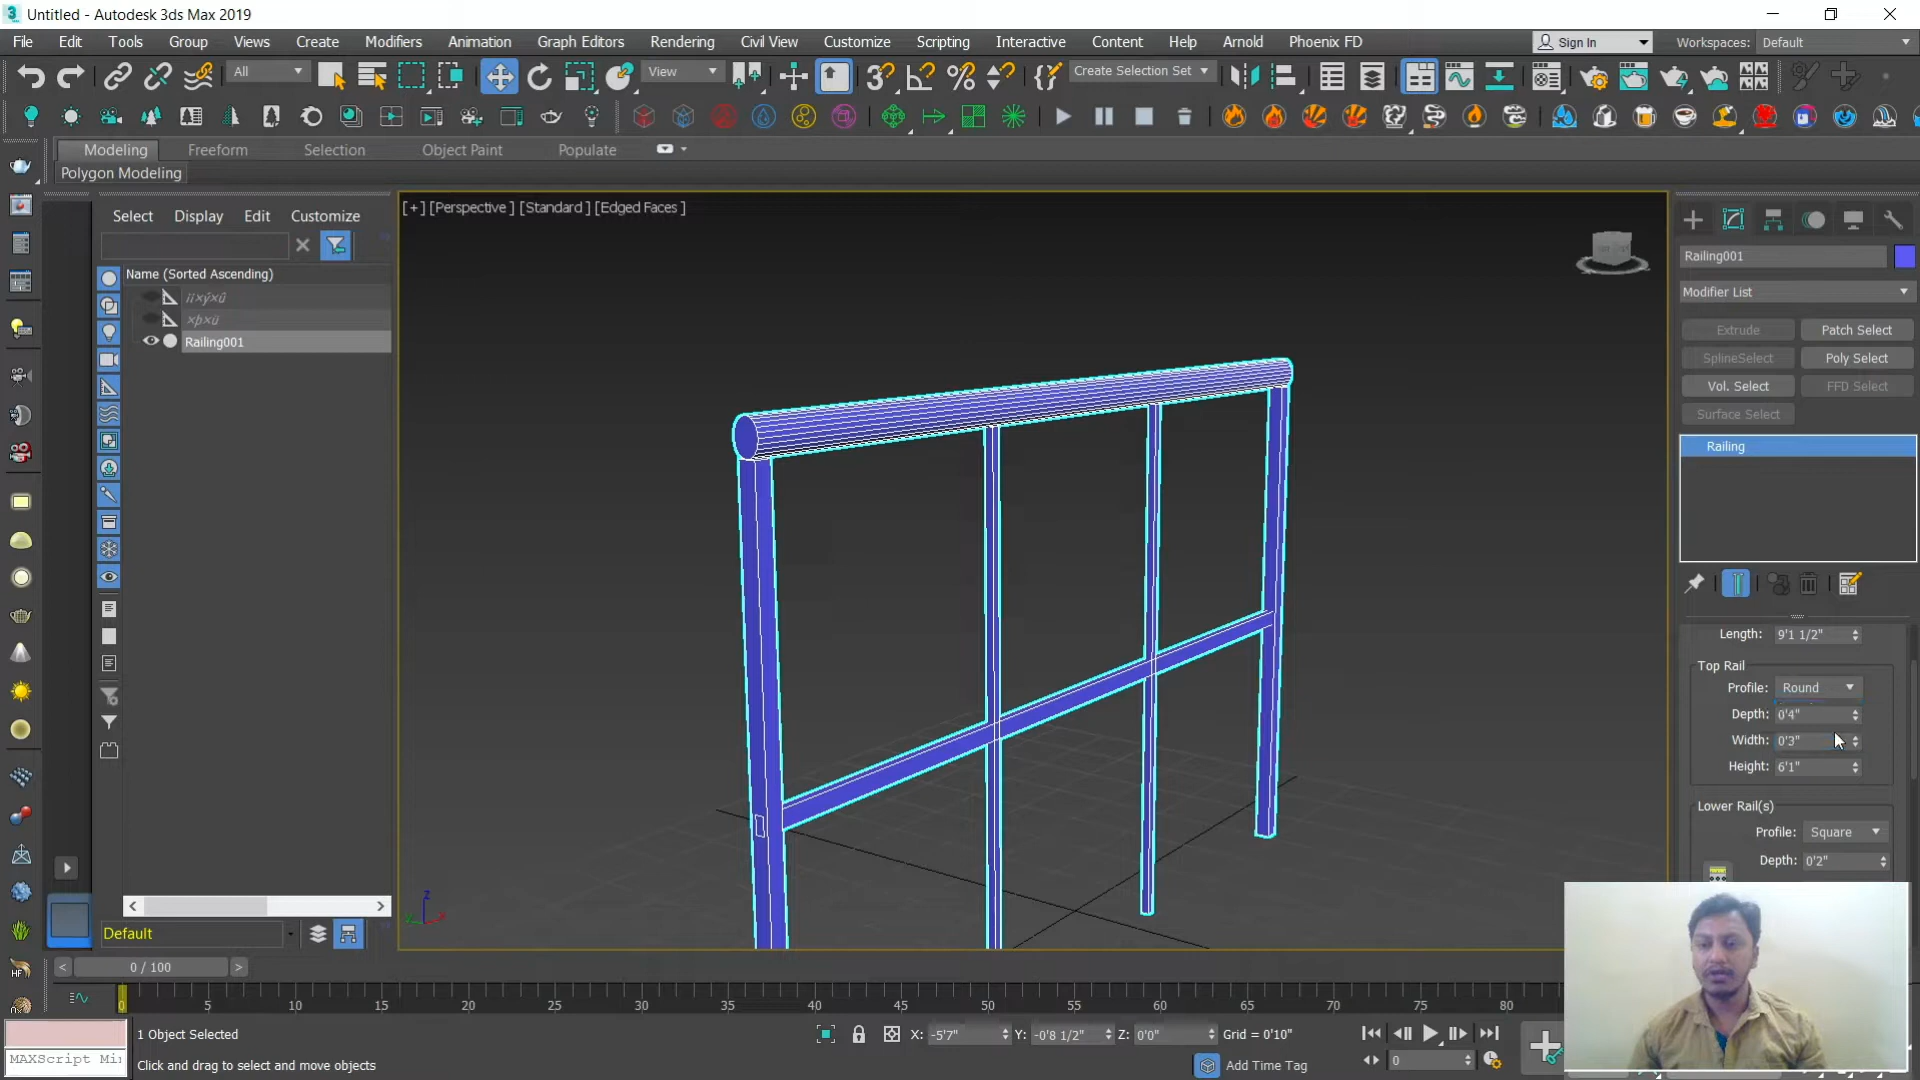 Untitled - Autodesk 3ds Max 2019
File Edit Tools Group Views Create Modifiers Animation Graph Editors Rendering Civil View Customize Scripting Interactive Content Help Arnold Phoenix FD Sign In Workspaces: Default
All View Create Selection Set
Modeling Freeform Selection Object Paint Populate
Polygon Modeling
Select Display Edit Customize
[+] [Perspective ] [Standard ] [Edged Faces ]
Name (Sorted Ascending)
Railing001
Railing001
Modifier List
Extrude Patch Select
SplineSelect Poly Select
Vol. Select FFD Select
Surface Select
Railing
Length: 9'1 1/2"
Top Rail
Profile: Round
Depth: 0'4"
Width: 0'3"
Height: 6'1"
Lower Rail(s)
Profile: Square
Depth: 0'2"
z
x
Default
< 0 / 100 >
0 5 10 15 20 25 30 35 40 45 50 55 60 65 70 75 80
1 Object Selected
X: -5'7" Y: -0'8 1/2" Z: 0'0" Grid = 0'10"
MAXScript Mi
Click and drag to select and move objects
Add Time Tag
0